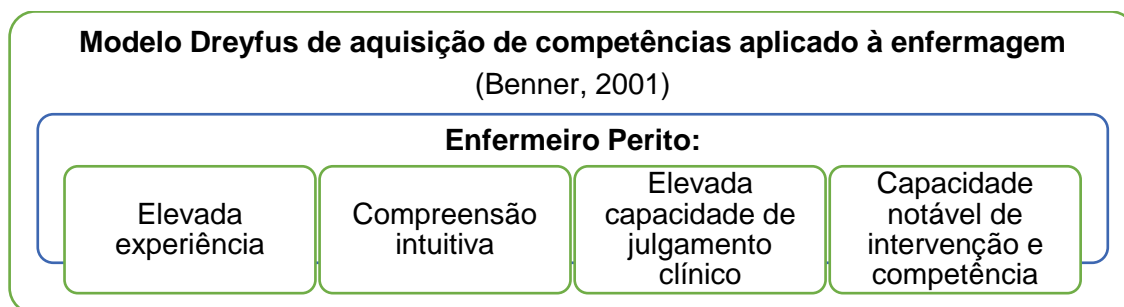 Modelo Dreyfus de aquisição de competências aplicado à enfermagem
(Benner, 2001)
Enfermeiro Perito:
Elevada
experiência
Compreensão
intuitiva
Elevada
capacidade de
julgamento
clínico
Capacidade
notável de
intervenção e
competência